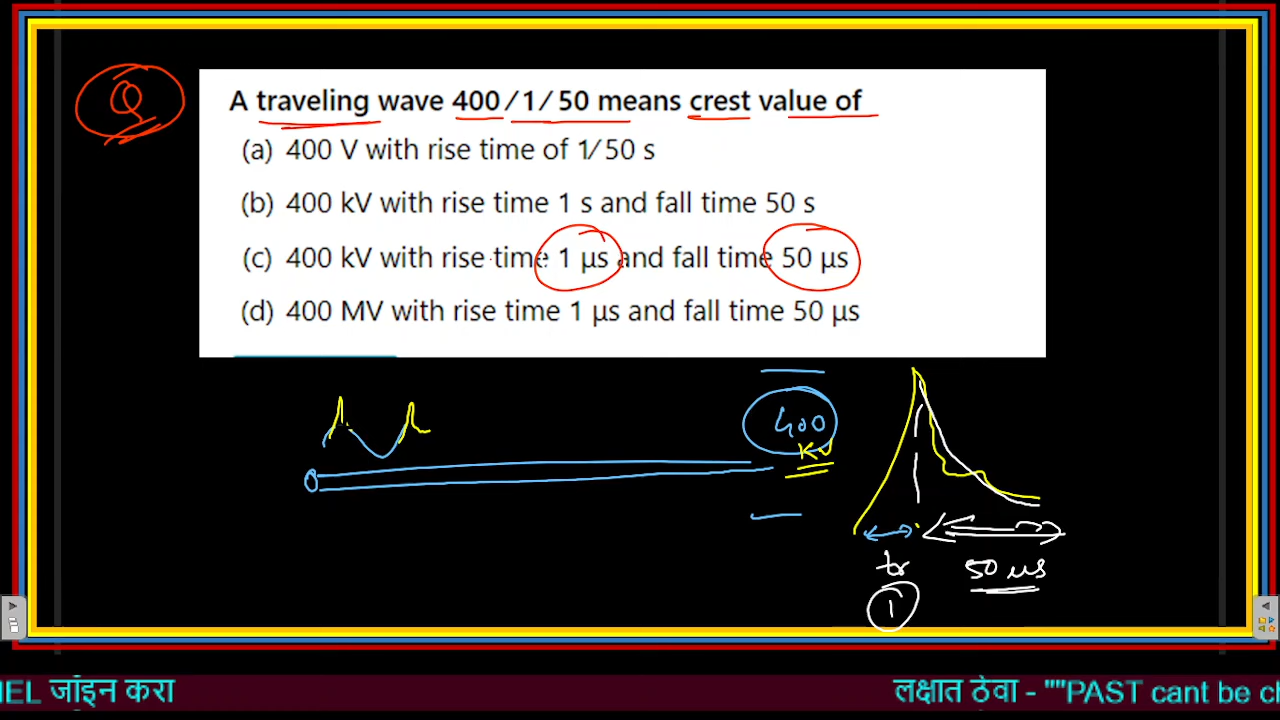 Q
A traveling wave 400/1/50 means crest value of
(a) 400 V with rise time of 1/50 s
(b) 400 kV with rise time 1 s and fall time 50 s
(c) 400 kV with rise time 1 μs and fall time 50 μs
(d) 400 MV with rise time 1 μs and fall time 50 μs
400
KV
tr
50 μs
1
NEL जॉइन करा
लक्षात ठेवा - ""PAST cant be c